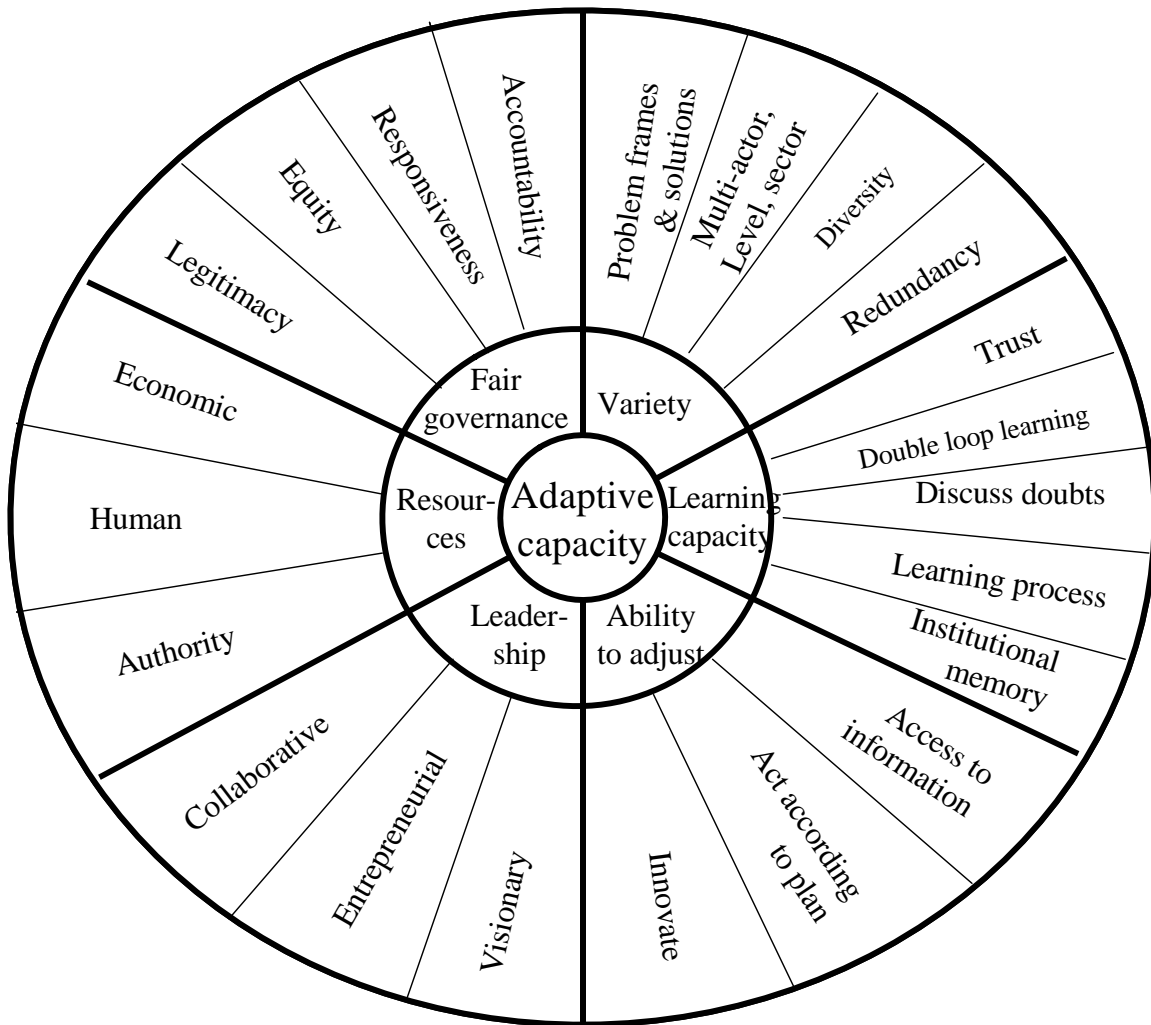 Adaptive
capacity
Variety
Problem frames
& solutions
Multi-actor,
Level, sector
Diversity
Redundancy
Learning
capacity
Trust
Double loop learning
Discuss doubts
Learning process
Institutional
memory
Ability
to adjust
Access to
information
Act according
to plan
Innovate
Leader-
ship
Visionary
Entrepreneurial
Collaborative
Resour-
ces
Authority
Human
Economic
Fair
governance
Legitimacy
Equity
Responsiveness
Accountability